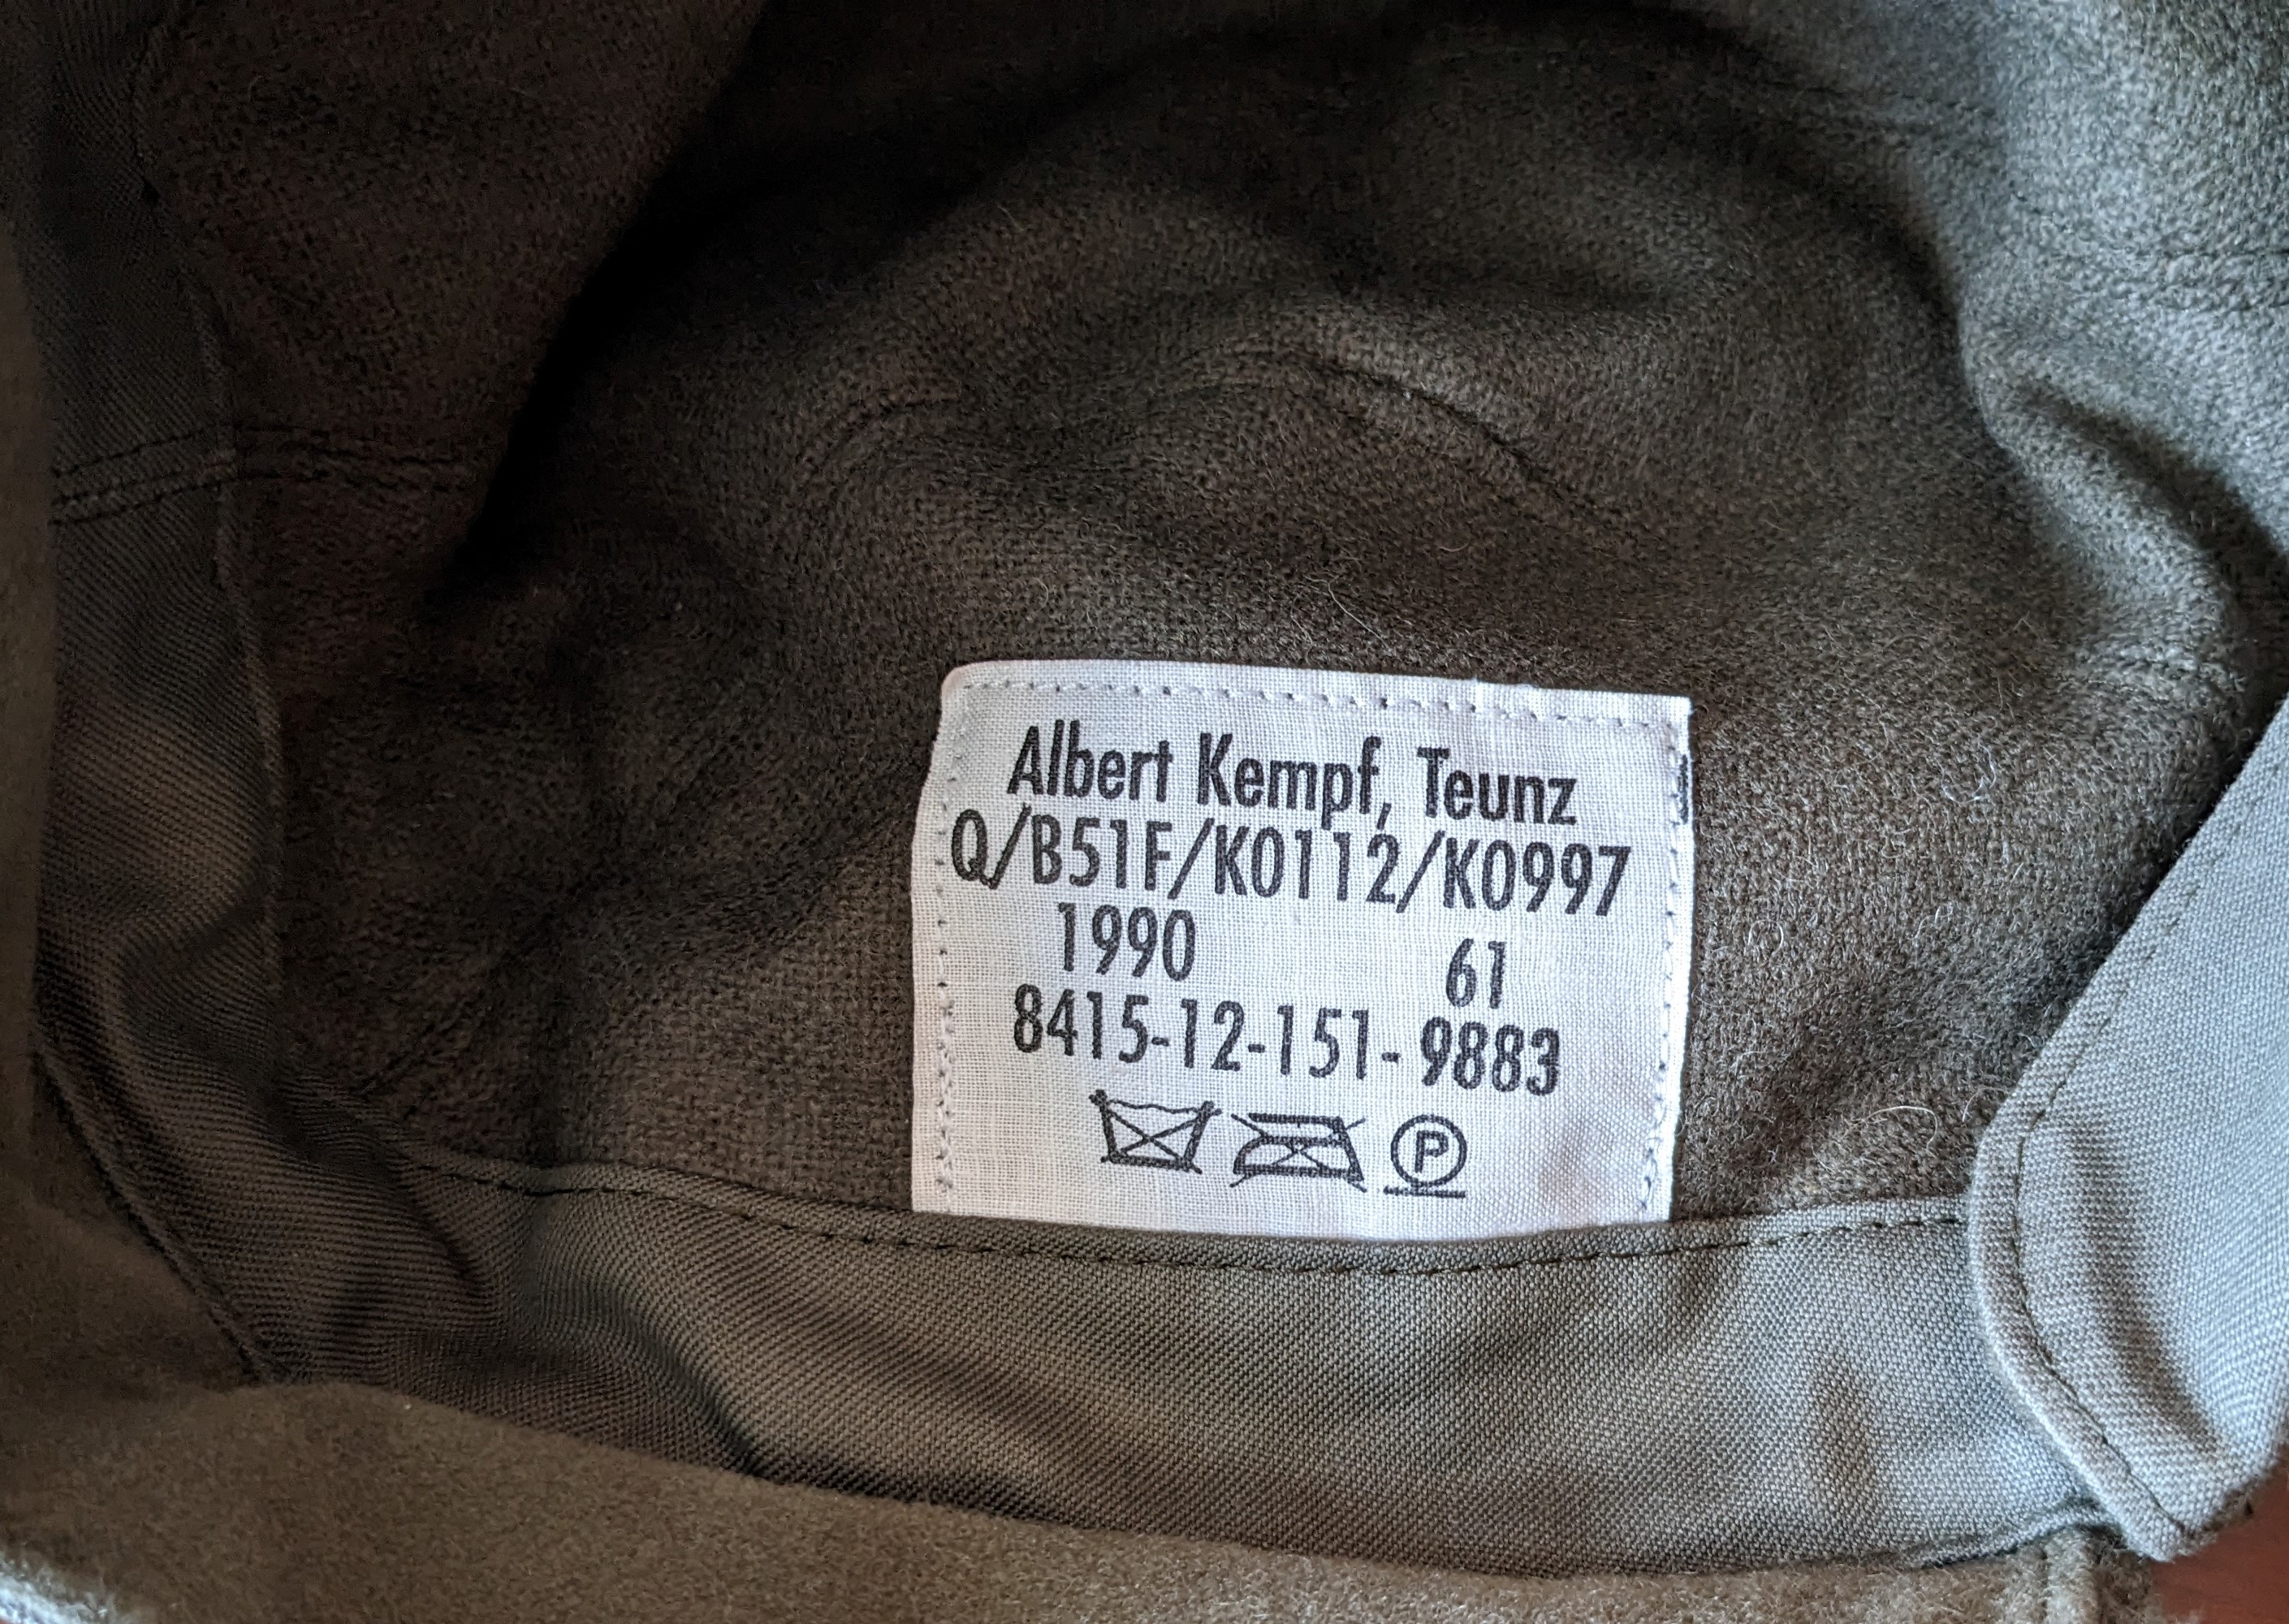 Albert Kempf, Teunz
Q/B51F/K0112/K0997
1990 61
8415-12-151-9883
P